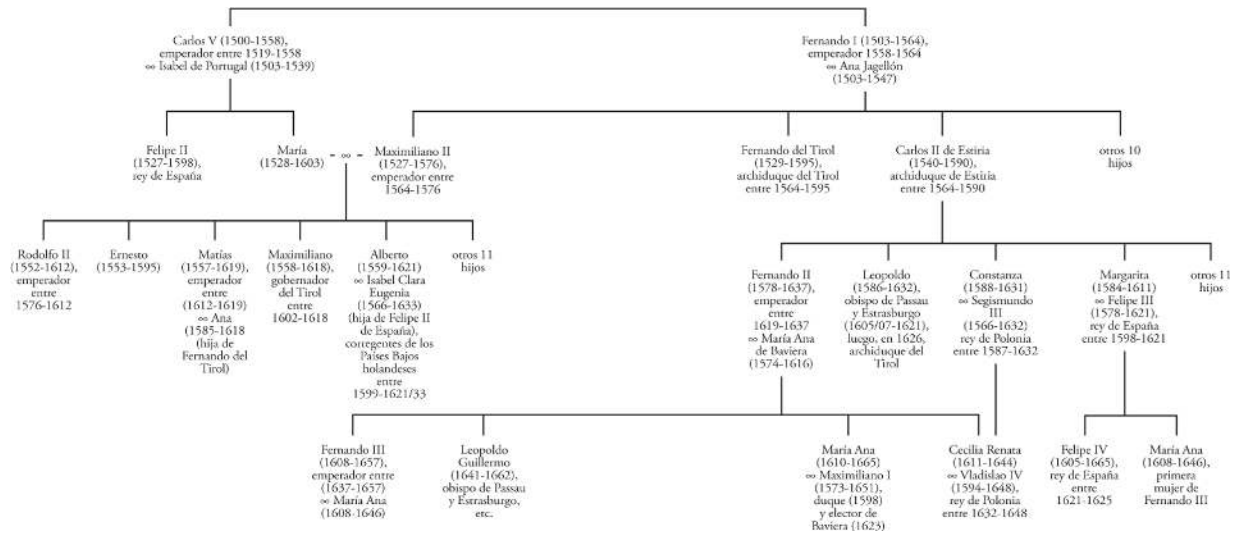 Carlos V (1500-1558),
emperador entre 1519-1558
∞ Isabel de Portugal (1503-1539)
Fernando I (1503-1564),
emperador 1558-1564
∞ Ana Jagellón
(1503-1547)
Felipe II
(1527-1598),
rey de España
María
(1528-1603)
- ∞ -
Maximiliano II
(1527-1576),
emperador entre
1564-1576
Fernando del Tirol
(1529-1595),
archiduque del Tirol
entre 1564-1595
Carlos II de Estiria
(1540-1590),
archiduque de Estiria
entre 1564-1590
otros 10
hijos
Rodolfo II
(1552-1612),
emperador
entre
1576-1612
Ernesto
(1553-1595)
Matías
(1557-1619),
emperador
entre
(1612-1619)
∞ Ana
(1585-1618
(hija de
Fernando del
Tirol)
Maximiliano
(1558-1618),
gobernador
del Tirol
entre
1602-1618
Alberto
(1559-1621)
∞ Isabel Clara
Eugenia
(1566-1633)
(hija de Felipe II
de España),
corregentes de los
Países Bajos
holandeses
entre
1599-1621/33
otros 11
hijos
Fernando II
(1578-1637),
emperador
entre
1619-1637
∞ María Ana
de Baviera
(1574-1616)
Leopoldo
(1586-1632),
obispo de Passau
y Estrasburgo
(1605/07-1621),
luego, en 1626,
archiduque del
Tirol
Constanza
(1588-1631)
∞ Segismundo
III
(1566-1632)
rey de Polonia
entre 1587-1632
Margarita
(1584-1611)
∞ Felipe III
(1578-1621),
rey de España
entre 1598-1621
otros 11
hijos
Fernando III
(1608-1657),
emperador entre
(1637-1657)
∞ María Ana
(1608-1646)
Leopoldo
Guillermo
(1641-1662),
obispo de Passau
y Estrasburgo,
etc.
María Ana
(1610-1665)
∞ Maximiliano I
(1573-1651),
duque (1598)
y elector de
Baviera (1623)
Cecilia Renata
(1611-1644)
∞ Vladislao IV
(1594-1648),
rey de Polonia
entre 1632-1648
Felipe IV
(1605-1665),
rey de España
entre
1621-1625
María Ana
(1608-1646),
primera
mujer de
Fernando III